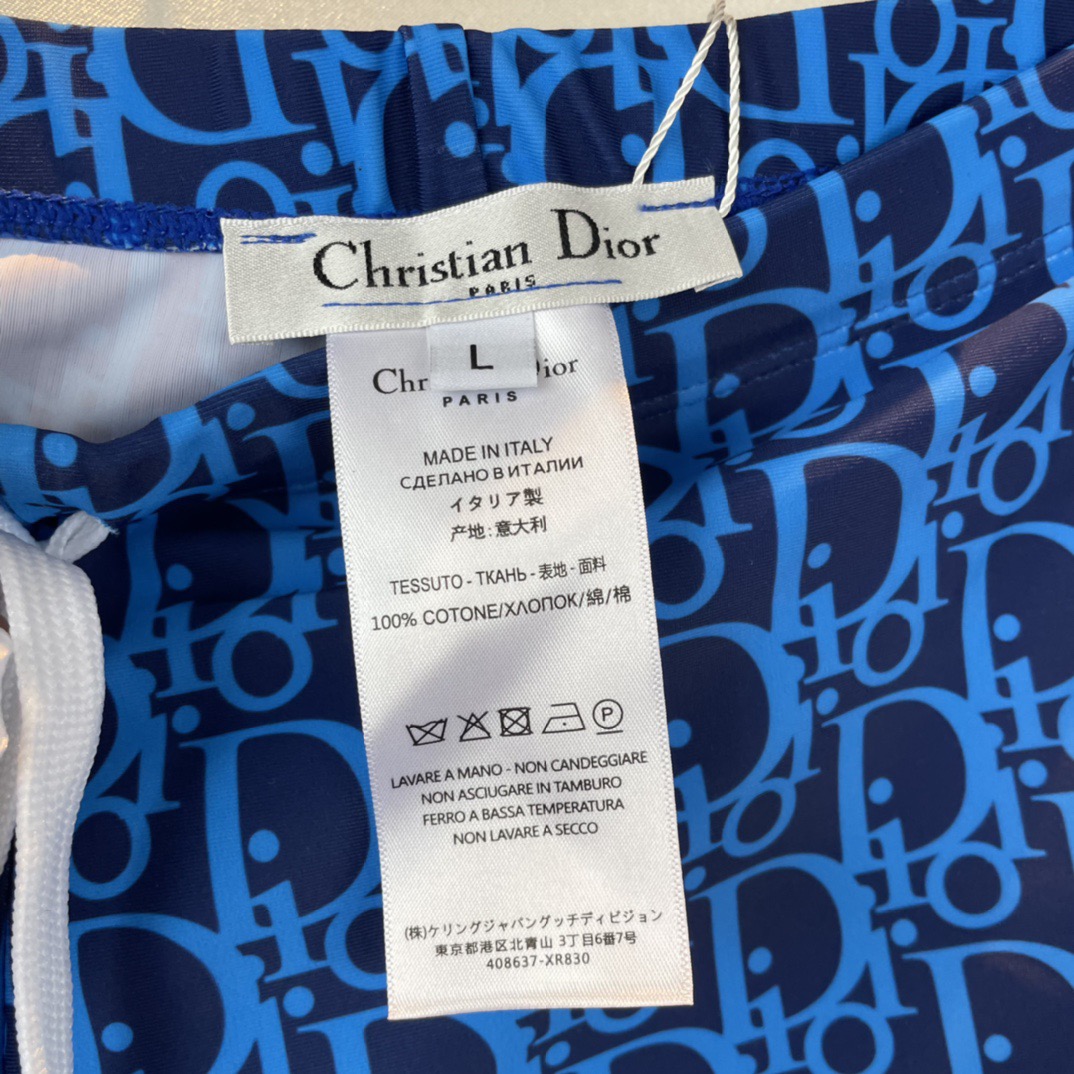 Christian Dior
PARIS
L
Chr Dior
PARIS
MADE IN ITALY
СДЕЛАНО В ИТАЛИИ
イタリア製
产地:意大利
TESSUTO - ТКАНЬ - 表地 - 面料
100% COTONE/ХЛОПОК/綿/棉
P
LAVARE A MANO - NON CANDEGGIARE
NON ASCIUGARE IN TAMBURO
FERRO A BASSA TEMPERATURA
NON LAVARE A SECCO
(株)ケリングジャパングッチディビジョン
東京都港区北青山 3丁目6番7号
408637-XR830